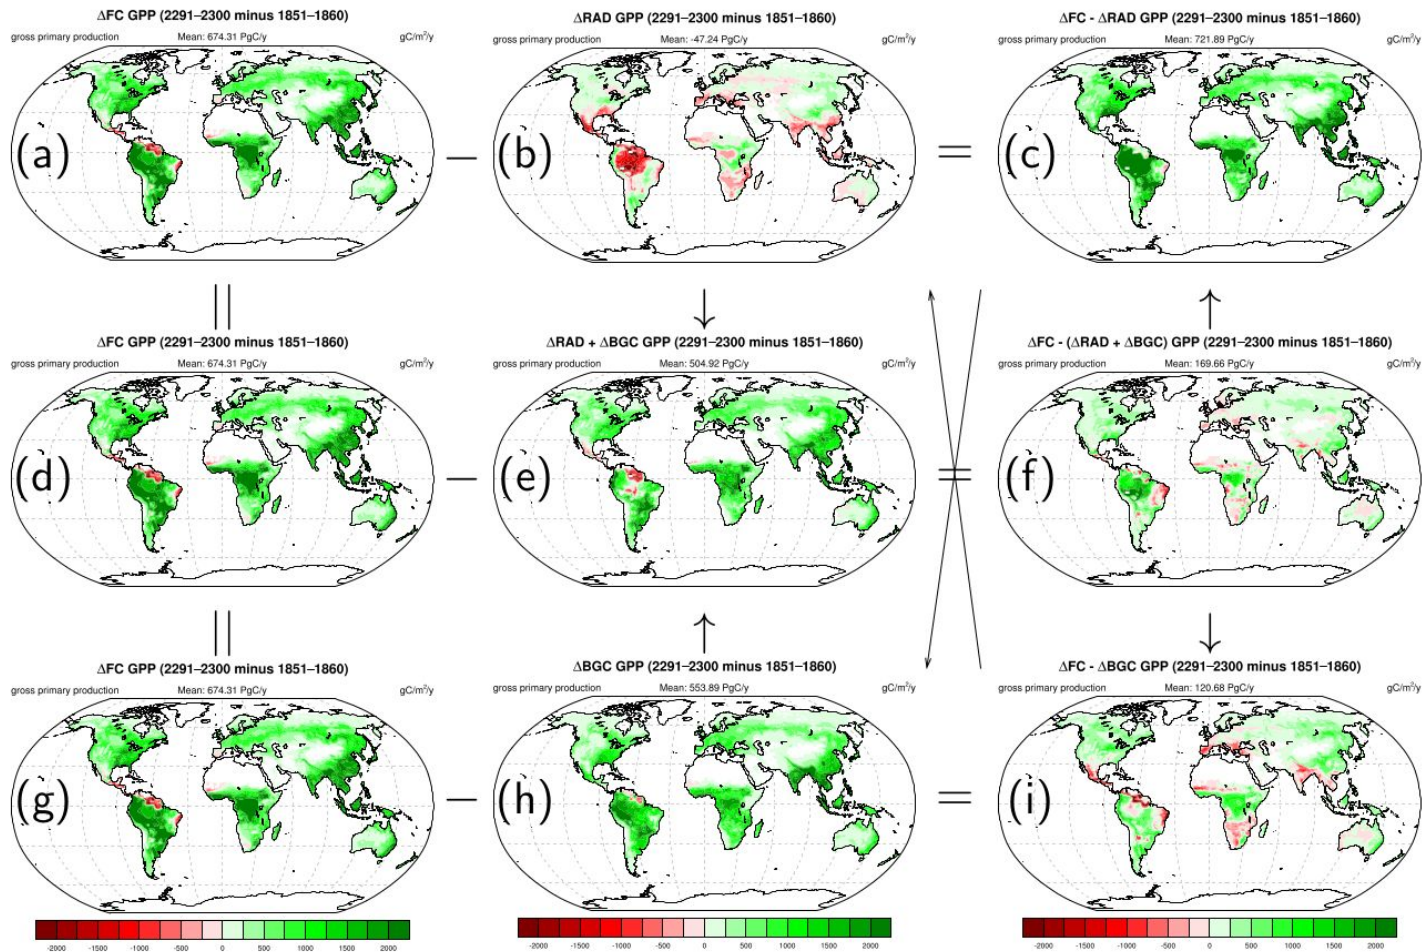 ΔFC GPP (2291–2300 minus 1851–1860)
gross primary production Mean: 674.31 PgC/y gC/m²/y
(a)
–
ΔRAD GPP (2291–2300 minus 1851–1860)
gross primary production Mean: -47.24 PgC/y gC/m²/y
(b)
=
ΔFC - ΔRAD GPP (2291–2300 minus 1851–1860)
gross primary production Mean: 721.89 PgC/y gC/m²/y
(c)
ΔFC GPP (2291–2300 minus 1851–1860)
gross primary production Mean: 674.31 PgC/y gC/m²/y
(d)
–
ΔRAD + ΔBGC GPP (2291–2300 minus 1851–1860)
gross primary production Mean: 504.92 PgC/y gC/m²/y
(e)
=
ΔFC - (ΔRAD + ΔBGC) GPP (2291–2300 minus 1851–1860)
gross primary production Mean: 169.66 PgC/y gC/m²/y
(f)
ΔFC GPP (2291–2300 minus 1851–1860)
gross primary production Mean: 674.31 PgC/y gC/m²/y
(g)
–
ΔBGC GPP (2291–2300 minus 1851–1860)
gross primary production Mean: 553.89 PgC/y gC/m²/y
(h)
=
ΔFC - ΔBGC GPP (2291–2300 minus 1851–1860)
gross primary production Mean: 120.68 PgC/y gC/m²/y
(i)
-2000 -1500 -1000 -500 0 500 1000 1500 2000
-2000 -1500 -1000 -500 0 500 1000 1500 2000
-2000 -1500 -1000 -500 0 500 1000 1500 2000